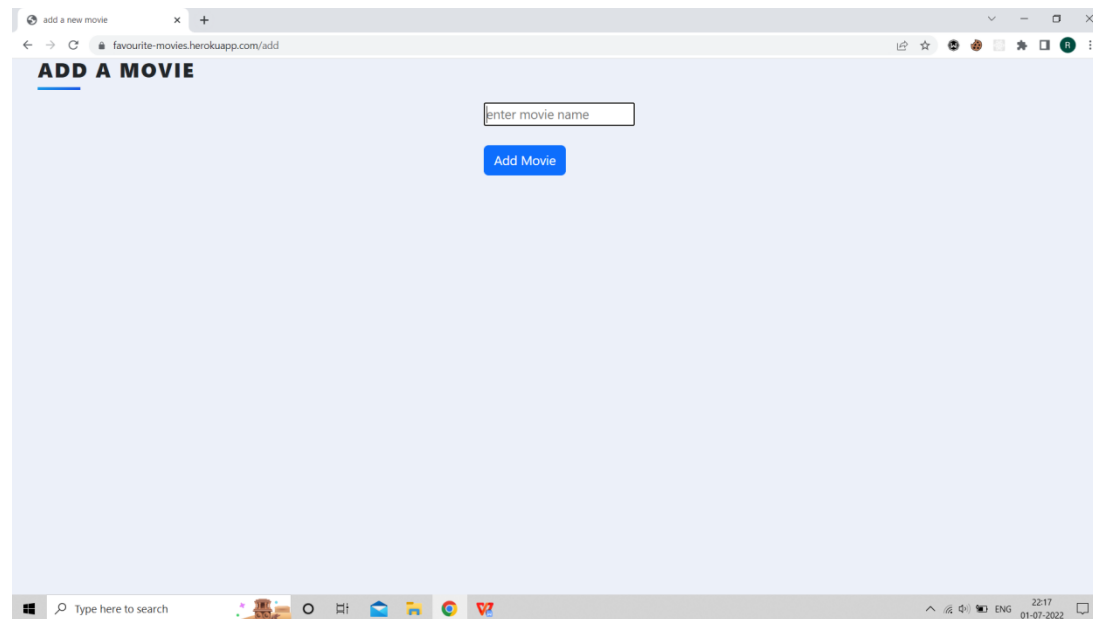 add a new movie
favourite-movies.herokuapp.com/add
R
ADD A MOVIE
enter movie name
Add Movie
Type here to search
ENG
22:17
01-07-2022